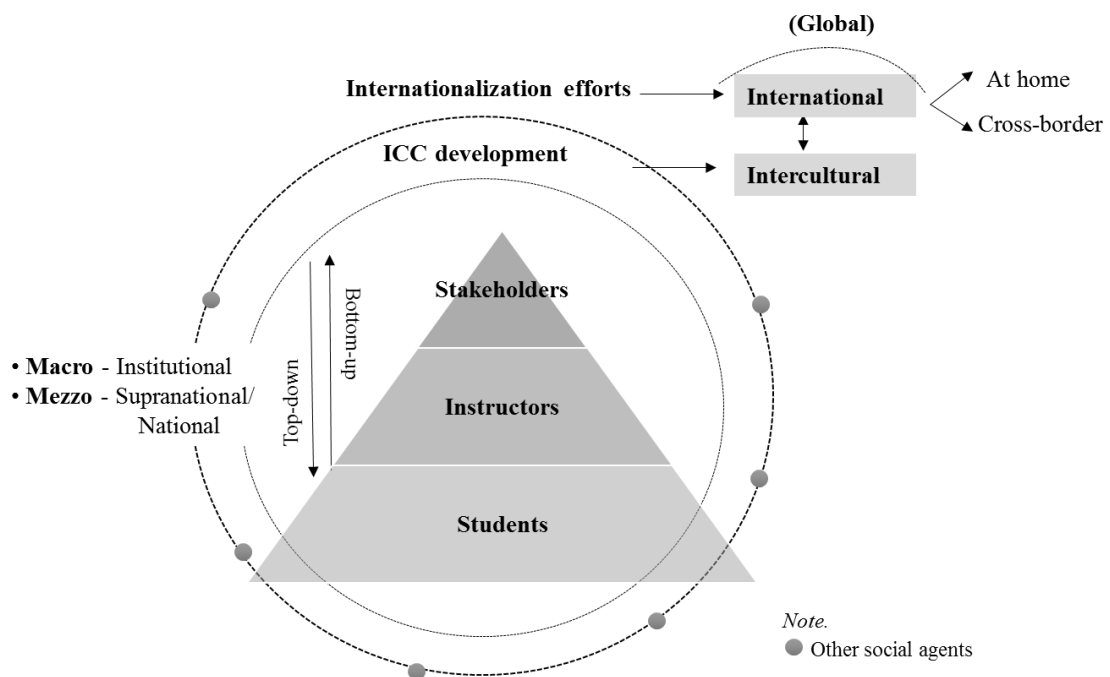 (Global)
Internationalization efforts
International
At home
Cross-border
ICC development
Intercultural
Stakeholders
Bottom-up
Top-down
• Macro - Institutional
• Mezzo - Supranational/
National
Instructors
Students
Note.
Other social agents